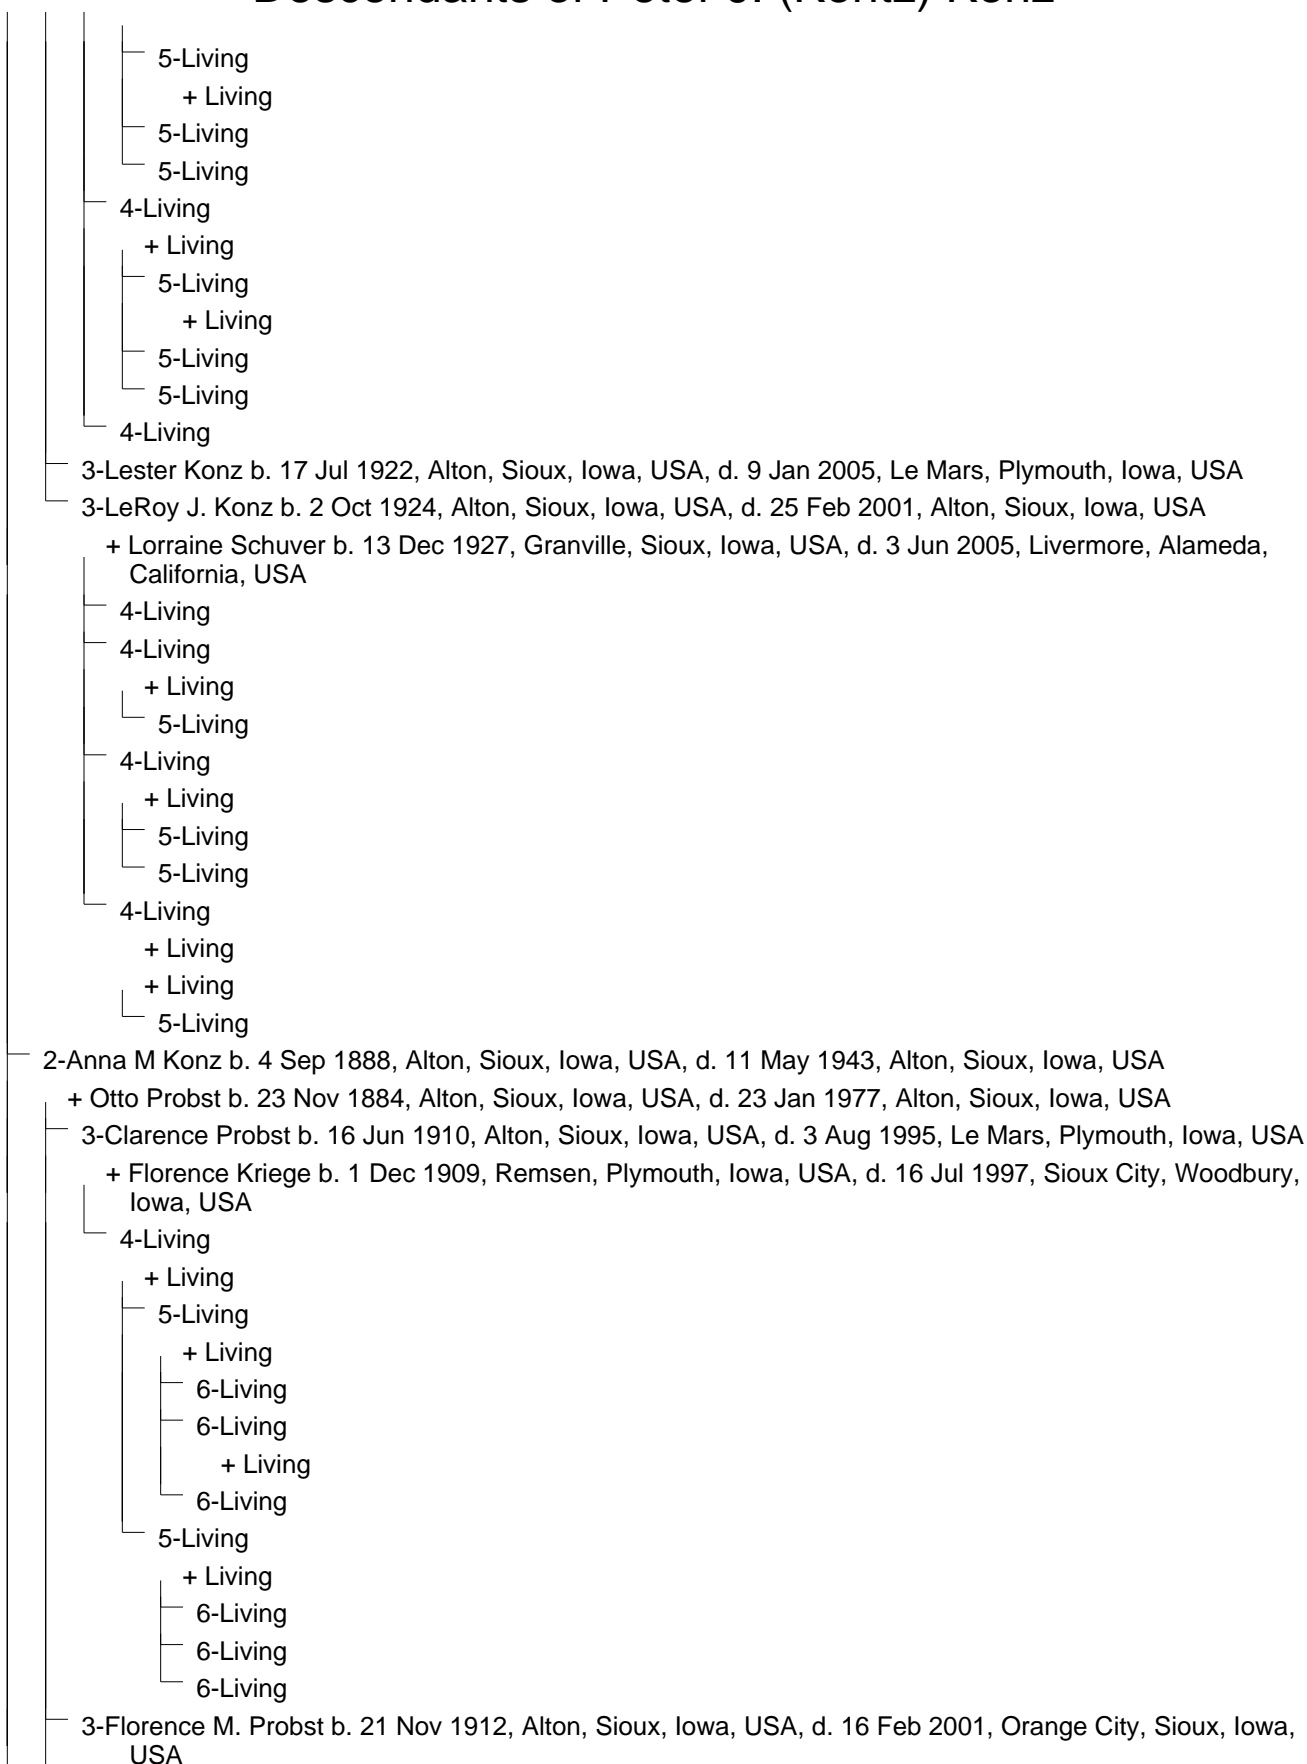 Descendants of Peter J. (Kontz) Konz
5-Living
+ Living
5-Living
5-Living
4-Living
+ Living
5-Living
+ Living
5-Living
5-Living
4-Living
3-Lester Konz b. 17 Jul 1922, Alton, Sioux, Iowa, USA, d. 9 Jan 2005, Le Mars, Plymouth, Iowa, USA
3-LeRoy J. Konz b. 2 Oct 1924, Alton, Sioux, Iowa, USA, d. 25 Feb 2001, Alton, Sioux, Iowa, USA
+ Lorraine Schuver b. 13 Dec 1927, Granville, Sioux, Iowa, USA, d. 3 Jun 2005, Livermore, Alameda,
California, USA
4-Living
4-Living
+ Living
5-Living
4-Living
+ Living
5-Living
5-Living
4-Living
+ Living
+ Living
5-Living
2-Anna M Konz b. 4 Sep 1888, Alton, Sioux, Iowa, USA, d. 11 May 1943, Alton, Sioux, Iowa, USA
+ Otto Probst b. 23 Nov 1884, Alton, Sioux, Iowa, USA, d. 23 Jan 1977, Alton, Sioux, Iowa, USA
3-Clarence Probst b. 16 Jun 1910, Alton, Sioux, Iowa, USA, d. 3 Aug 1995, Le Mars, Plymouth, Iowa, USA
+ Florence Kriege b. 1 Dec 1909, Remsen, Plymouth, Iowa, USA, d. 16 Jul 1997, Sioux City, Woodbury,
Iowa, USA
4-Living
+ Living
5-Living
+ Living
6-Living
6-Living
+ Living
6-Living
5-Living
+ Living
6-Living
6-Living
6-Living
3-Florence M. Probst b. 21 Nov 1912, Alton, Sioux, Iowa, USA, d. 16 Feb 2001, Orange City, Sioux, Iowa,
USA